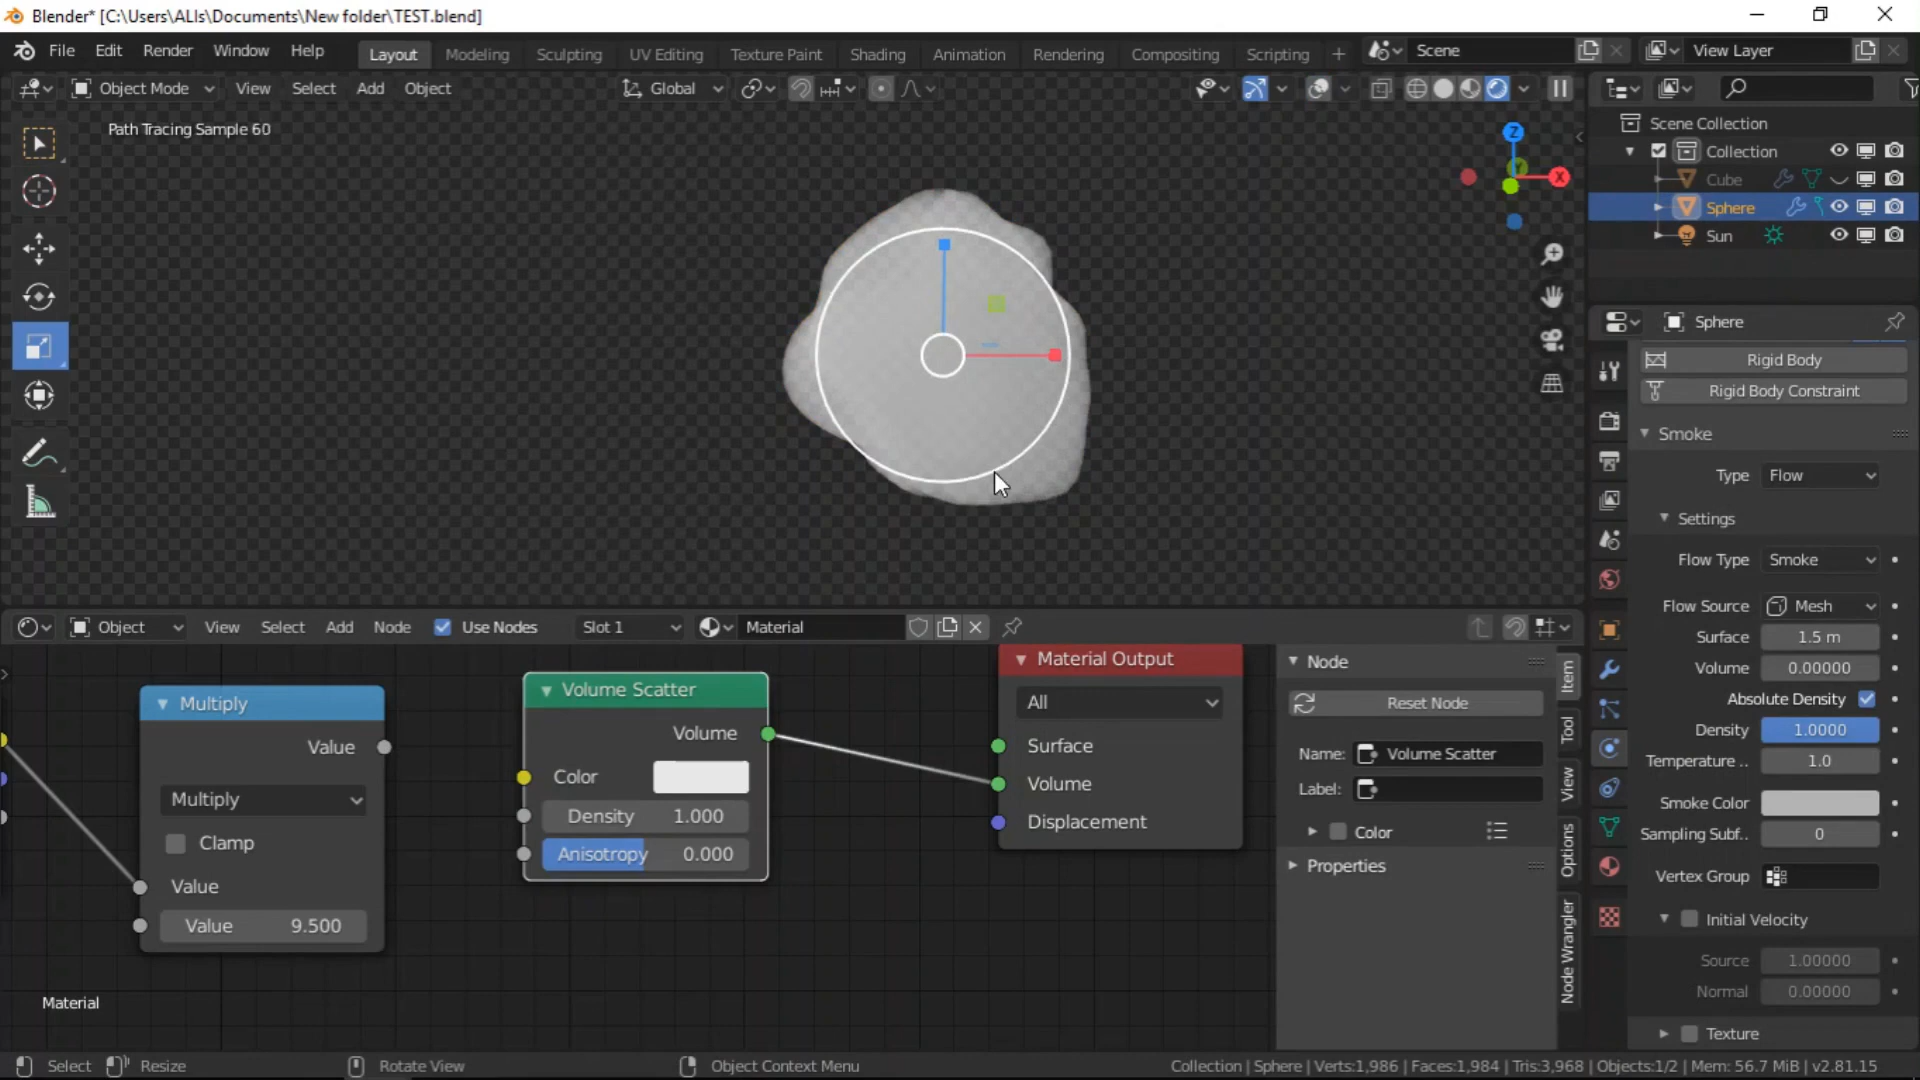 Blender* [C:\Users\ALIs\Documents\New folder\TEST.blend]
File Edit Render Window Help Layout Modeling Sculpting UV Editing Texture Paint Shading Animation Rendering Compositing Scripting + Scene View Layer
Object Mode View Select Add Object Global
Path Tracing Sample 60
Z
X
Scene Collection
Collection
Cube
Sphere
Sun
Sphere
Rigid Body
Rigid Body Constraint
Smoke
Type Flow
Settings
Flow Type Smoke
Flow Source Mesh
Surface 1.5 m
Volume 0.00000
Absolute Density
Density 1.0000
Temperature .. 1.0
Smoke Color
Sampling Subf.. 0
Vertex Group
Initial Velocity
Source 1.00000
Normal 0.00000
Texture
Object View Select Add Node Use Nodes Slot 1 Material
Multiply
Value
Multiply
Clamp
Value
Value 9.500
Volume Scatter
Volume
Color
Density 1.000
Anisotropy 0.000
Material Output
All
Surface
Volume
Displacement
Node
Reset Node
Name: Volume Scatter
Label:
Color
Properties
Item
Tool
View
Options
Node Wrangler
Material
Select Resize Rotate View Object Context Menu Collection | Sphere | Verts:1,986 | Faces:1,984 | Tris:3,968 | Objects:1/2 | Mem: 56.7 MiB | v2.81.15